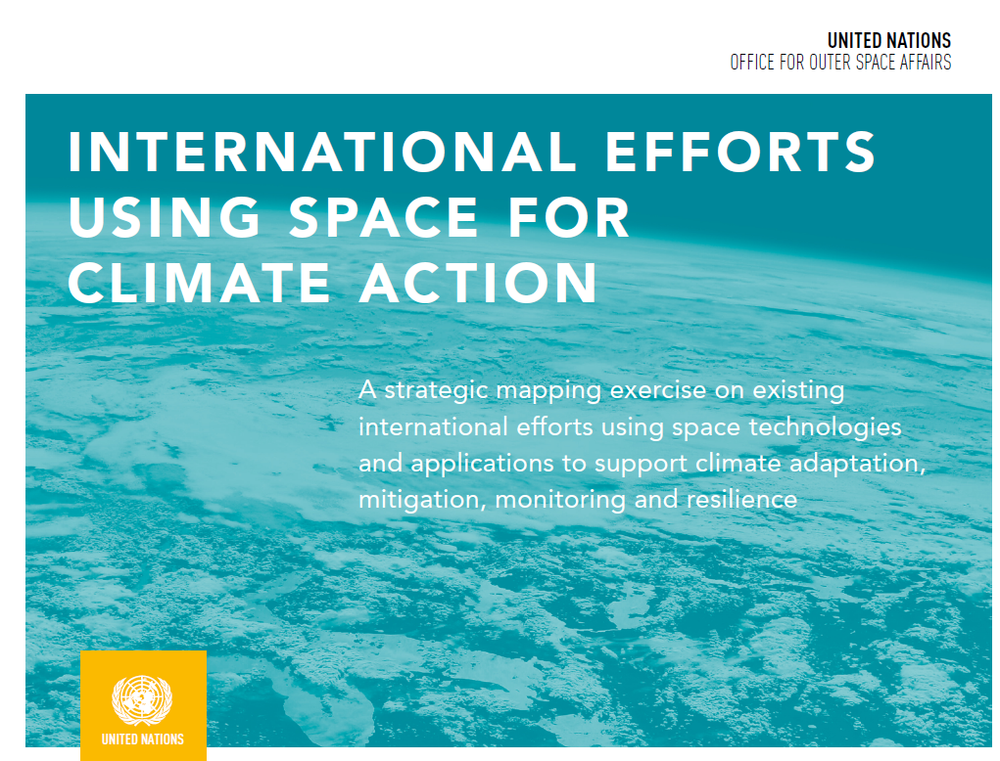 UNITED NATIONS
OFFICE FOR OUTER SPACE AFFAIRS
INTERNATIONAL EFFORTS
USING SPACE FOR
CLIMATE ACTION
A strategic mapping exercise on existing
international efforts using space technologies
and applications to support climate adaptation,
mitigation, monitoring and resilience
UNITED NATIONS